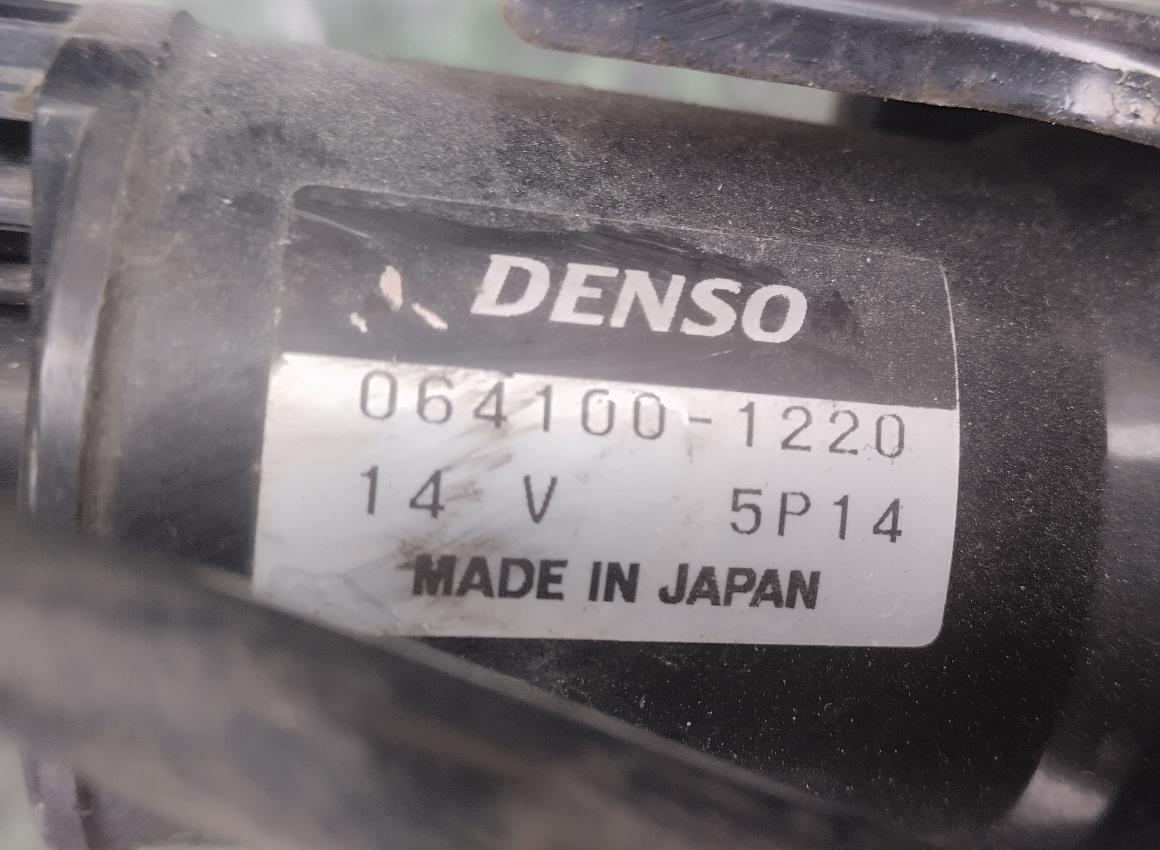 DENSO
064100-1220
14 V 5P14
MADE IN JAPAN